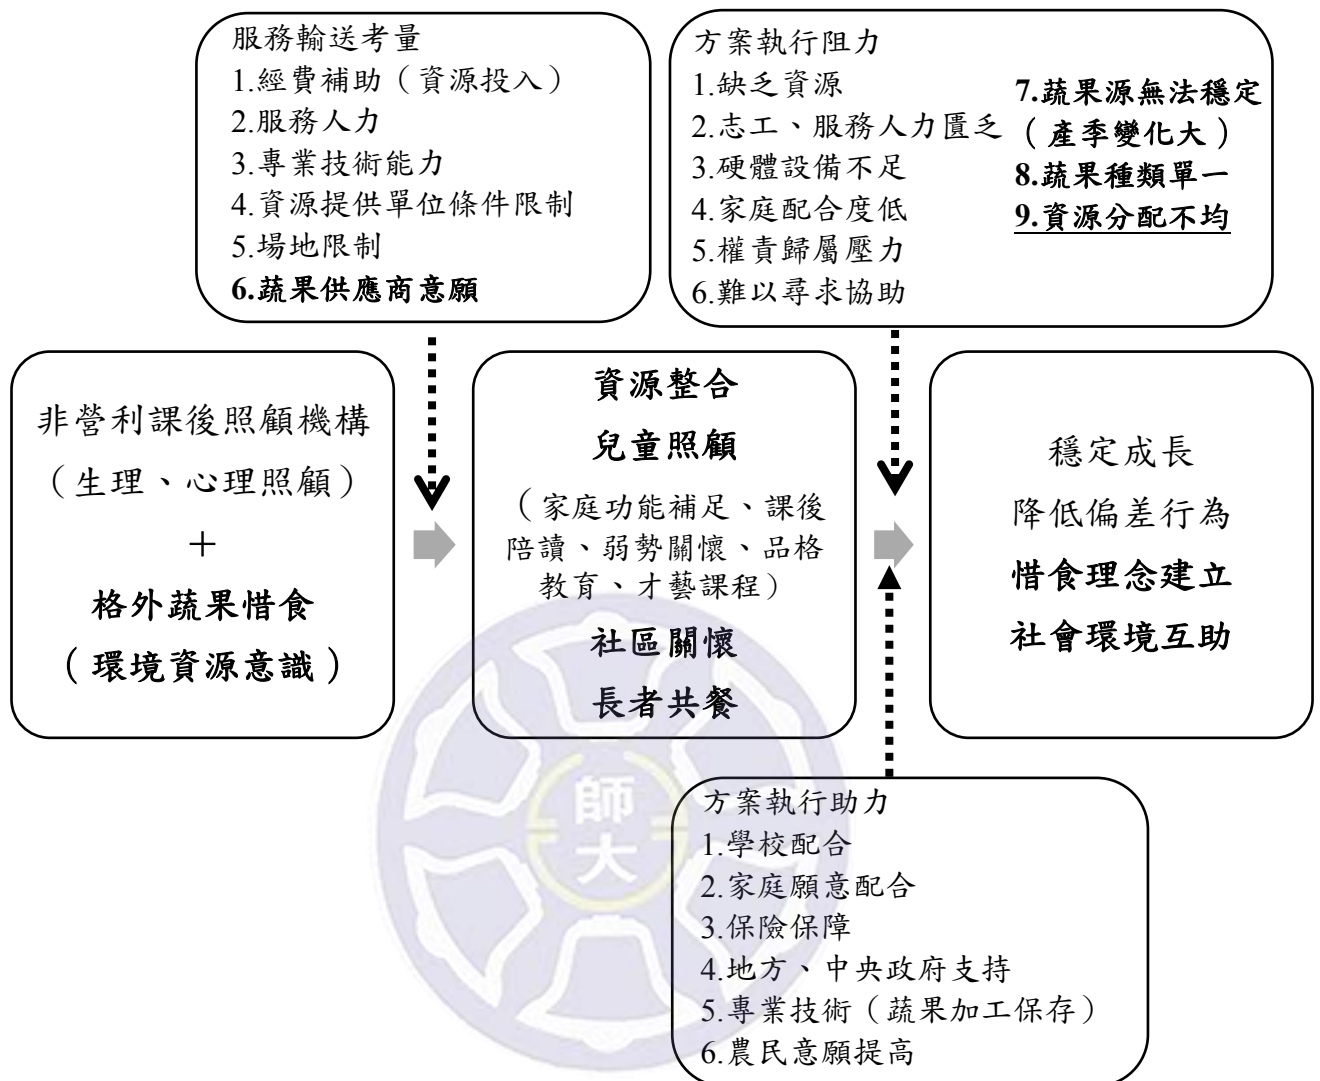 服務輸送考量
1.經費補助（資源投入）
2.服務人力
3.專業技術能力
4.資源提供單位條件限制
5.場地限制
6.蔬果供應商意願
方案執行阻力
1.缺乏資源
2.志工、服務人力匱乏
3.硬體設備不足
4.家庭配合度低
5.權責歸屬壓力
6.難以尋求協助
7.蔬果源無法穩定
（產季變化大）
8.蔬果種類單一
9.資源分配不均
非營利課後照顧機構
（生理、心理照顧）
＋
格外蔬果惜食
（環境資源意識）
資源整合
兒童照顧
（家庭功能補足、課後
陪讀、弱勢關懷、品格
教育、才藝課程）
社區關懷
長者共餐
穩定成長
降低偏差行為
惜食理念建立
社會環境互助
方案執行助力
1.學校配合
2.家庭願意配合
3.保險保障
4.地方、中央政府支持
5.專業技術（蔬果加工保存）
6.農民意願提高
師
大